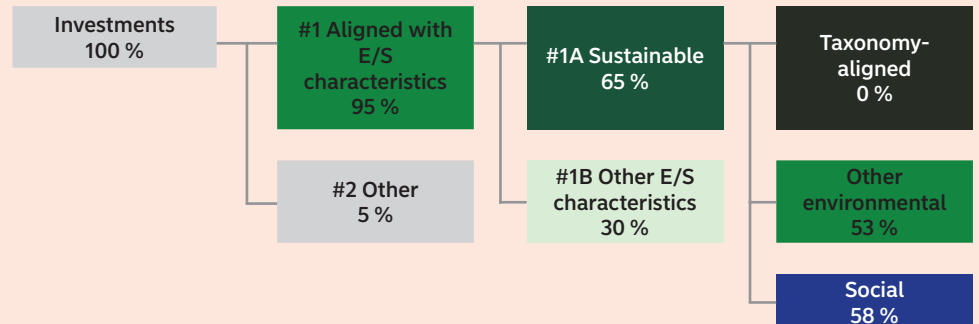 Investments
100 %
#1 Aligned with
E/S
characteristics
95 %
#1A Sustainable
65 %
Taxonomy-
aligned
0 %
#2 Other
5 %
#1B Other E/S
characteristics
30 %
Other
environmental
53 %
Social
58 %